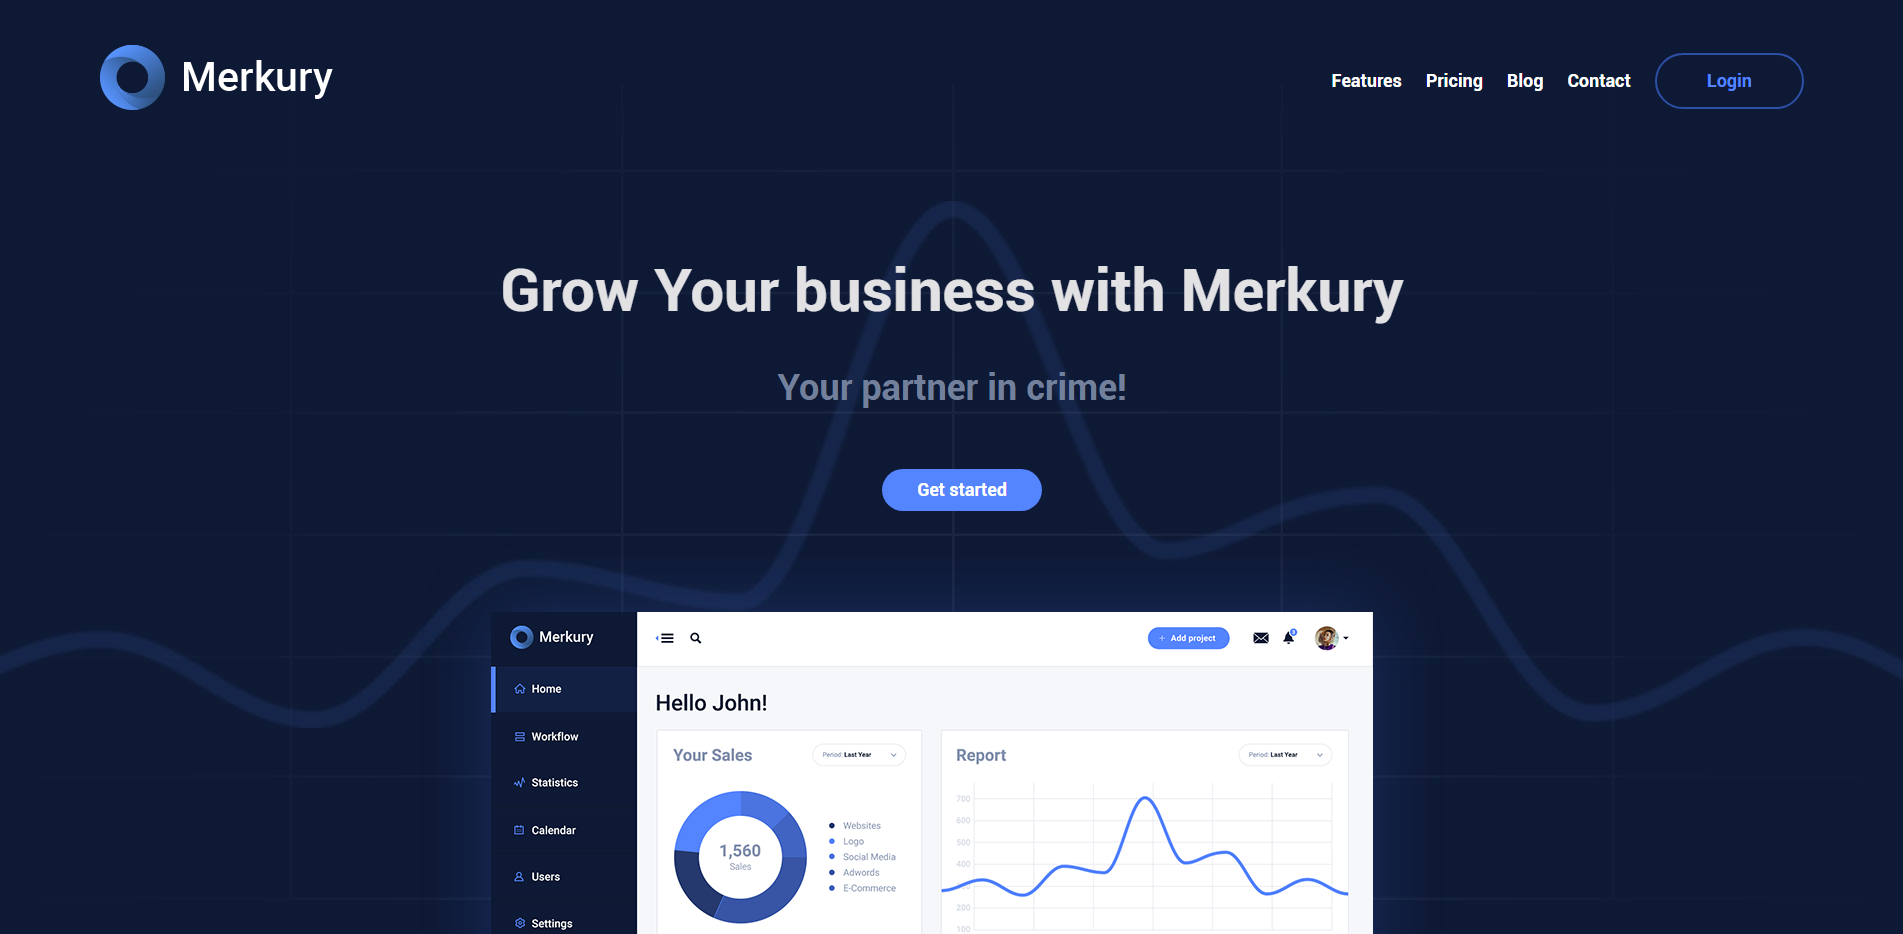 Merkury
Features Pricing Blog Contact Login
Grow Your business with Merkury
Your partner in crime!
Get started
Merkury
+ Add project
Home
Hello John!
Workflow
Your Sales
Period: Last Year
Report
Period: Last Year
Statistics
Calendar
Users
Settings
1,560
Sales
Websites
Logo
Social Media
Adwords
E-Commerce
700
600
500
400
200
100